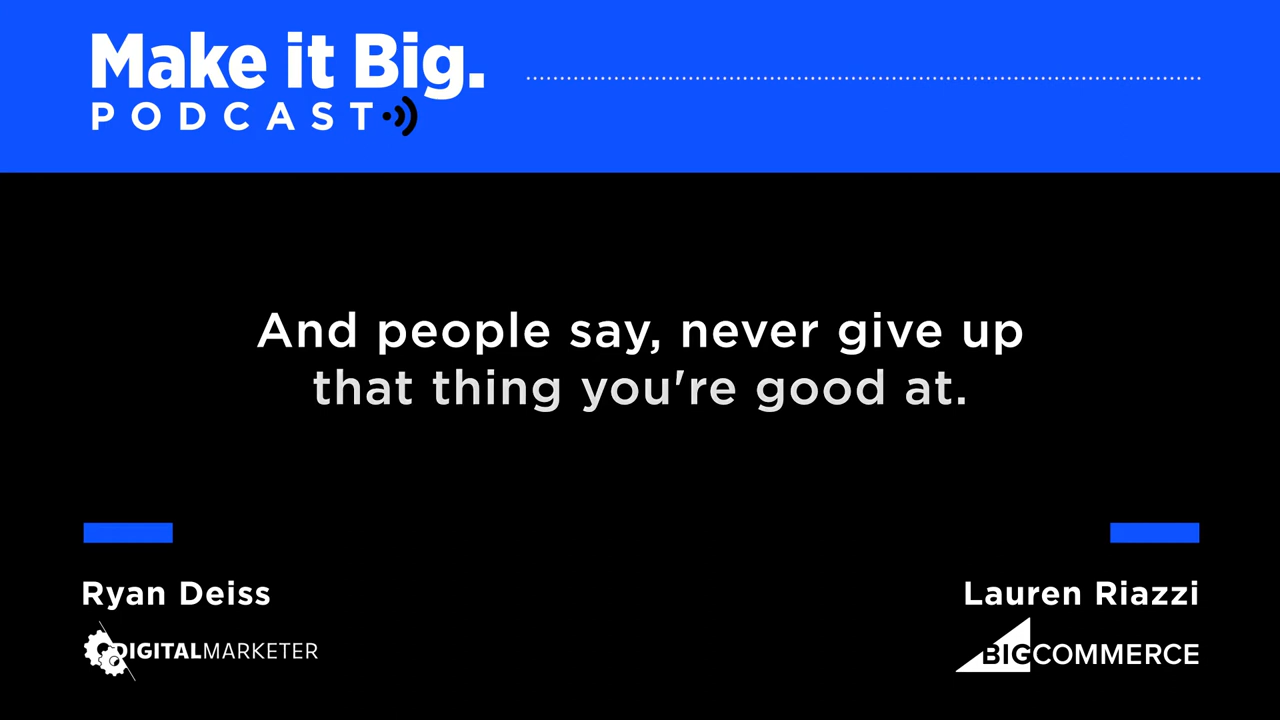 Make it Big.
PODCAST
And people say, never give up
that thing you're good at.
Ryan Deiss
Lauren Riazzi
DIGITALMARKETER
BIGCOMMERCE